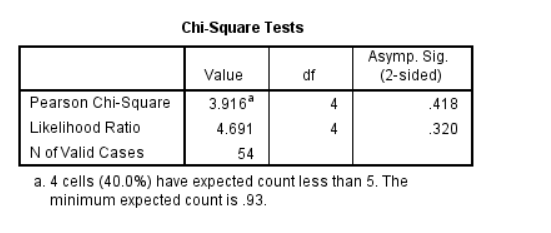 Chi-Square Tests
Value df Asymp. Sig. (2-sided)
Pearson Chi-Square 3.916a 4 .418
Likelihood Ratio 4.691 4 .320
N of Valid Cases 54
a. 4 cells (40.0%) have expected count less than 5. The
minimum expected count is .93.